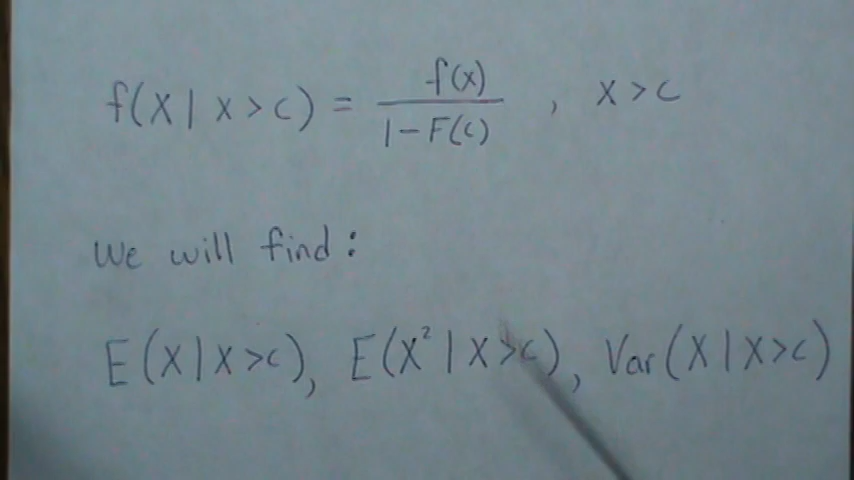 f(X | X > c) = f(x) / 1 - F(c) , X > c
We will find:
E(X | X > c), E(X² | X > c), Var(X | X > c)